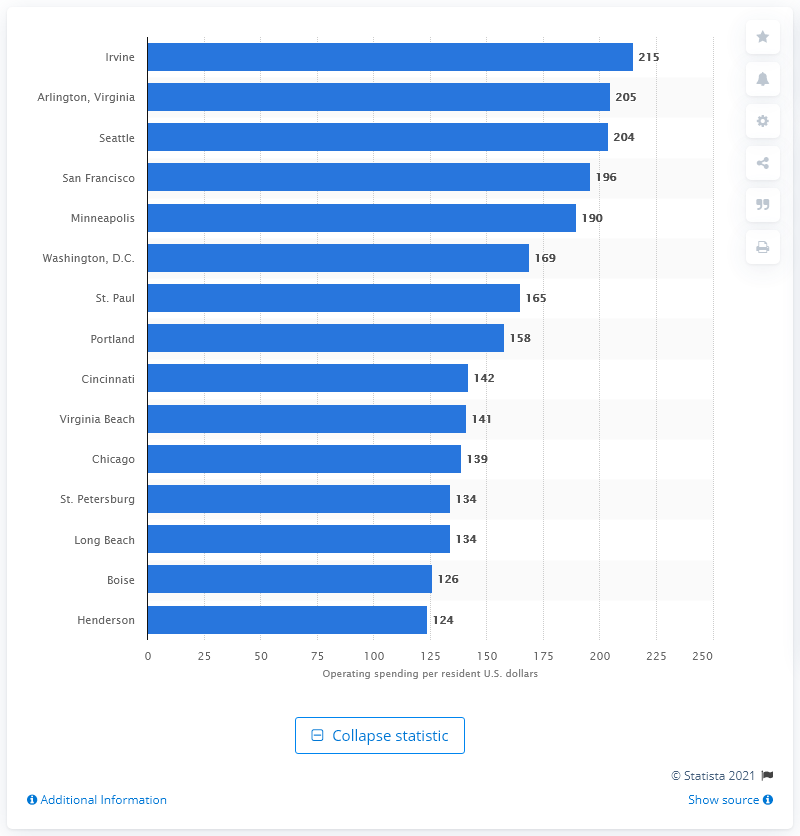 Irvine 215
Arlington, Virginia 205
Seattle 204
San Francisco 196
Minneapolis 190
Washington, D.C. 169
St. Paul 165
Portland 158
Cincinnati 142
Virginia Beach 141
Chicago 139
St. Petersburg 134
Long Beach 134
Boise 126
Henderson 124
0 25 50 75 100 125 150 175 200 225 250
Operating spending per resident U.S. dollars
Collapse statistic
© Statista 2021
Additional Information Show source